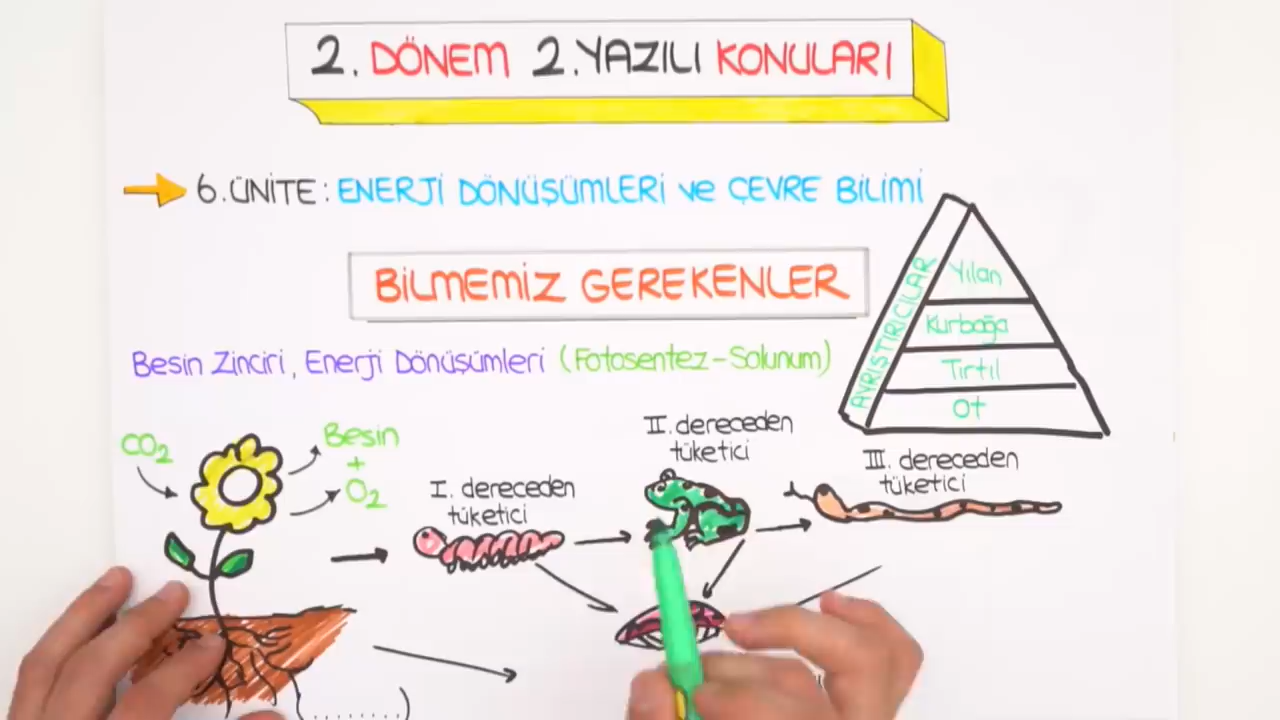 2. DÖNEM 2. YAZILI KONULARI
6. ÜNİTE: ENERJİ DÖNÜŞÜMLERİ ve ÇEVRE BİLİMİ
BİLMEMİZ GEREKENLER
AYRIŞTIRICILAR
Yılan
Kurbağa
Tırtıl
Ot
Besin Zinciri, Enerji Dönüşümleri (Fotosentez-Solunum)
CO2
Besin
+
O2
I. dereceden
tüketici
II. dereceden
tüketici
III. dereceden
tüketici
(........)